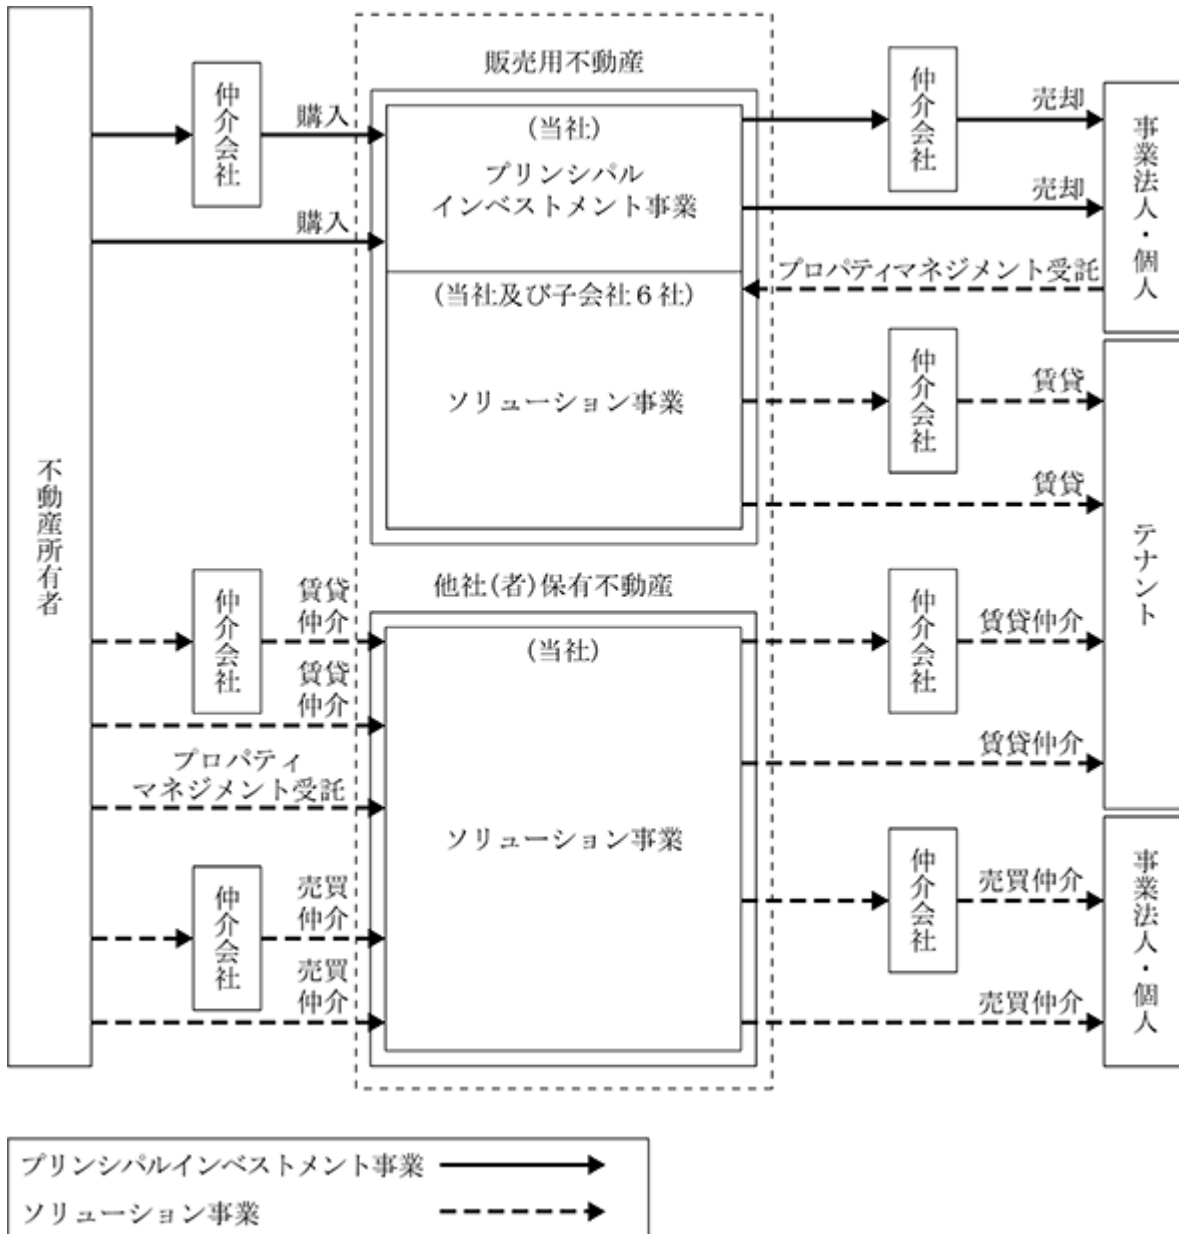 不動産所有者
仲介会社
購入
購入
販売用不動産
(当社)
プリンシパル
インベストメント事業
(当社及び子会社6社)
ソリューション事業
仲介会社
売却
売却
プロパティマネジメント受託
事業法人・個人
仲介会社
賃貸
賃貸
テナント
仲介会社
賃貸
仲介
賃貸
仲介
プロパティ
マネジメント受託
仲介会社
売買
仲介
売買
仲介
他社(者)保有不動産
(当社)
ソリューション事業
仲介会社
賃貸仲介
賃貸仲介
仲介会社
売買仲介
売買仲介
事業法人・個人
プリンシパルインベストメント事業
ソリューション事業